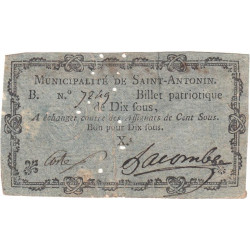 MUNICIPALITÉ DE SAINT-ANTONIN.
B. N.º 7849 Billet patriotique
de Dix sous,
A échanger contre des Assignats de Cent Sous.
Bon pour Dix sous.
X.s
Lacombe